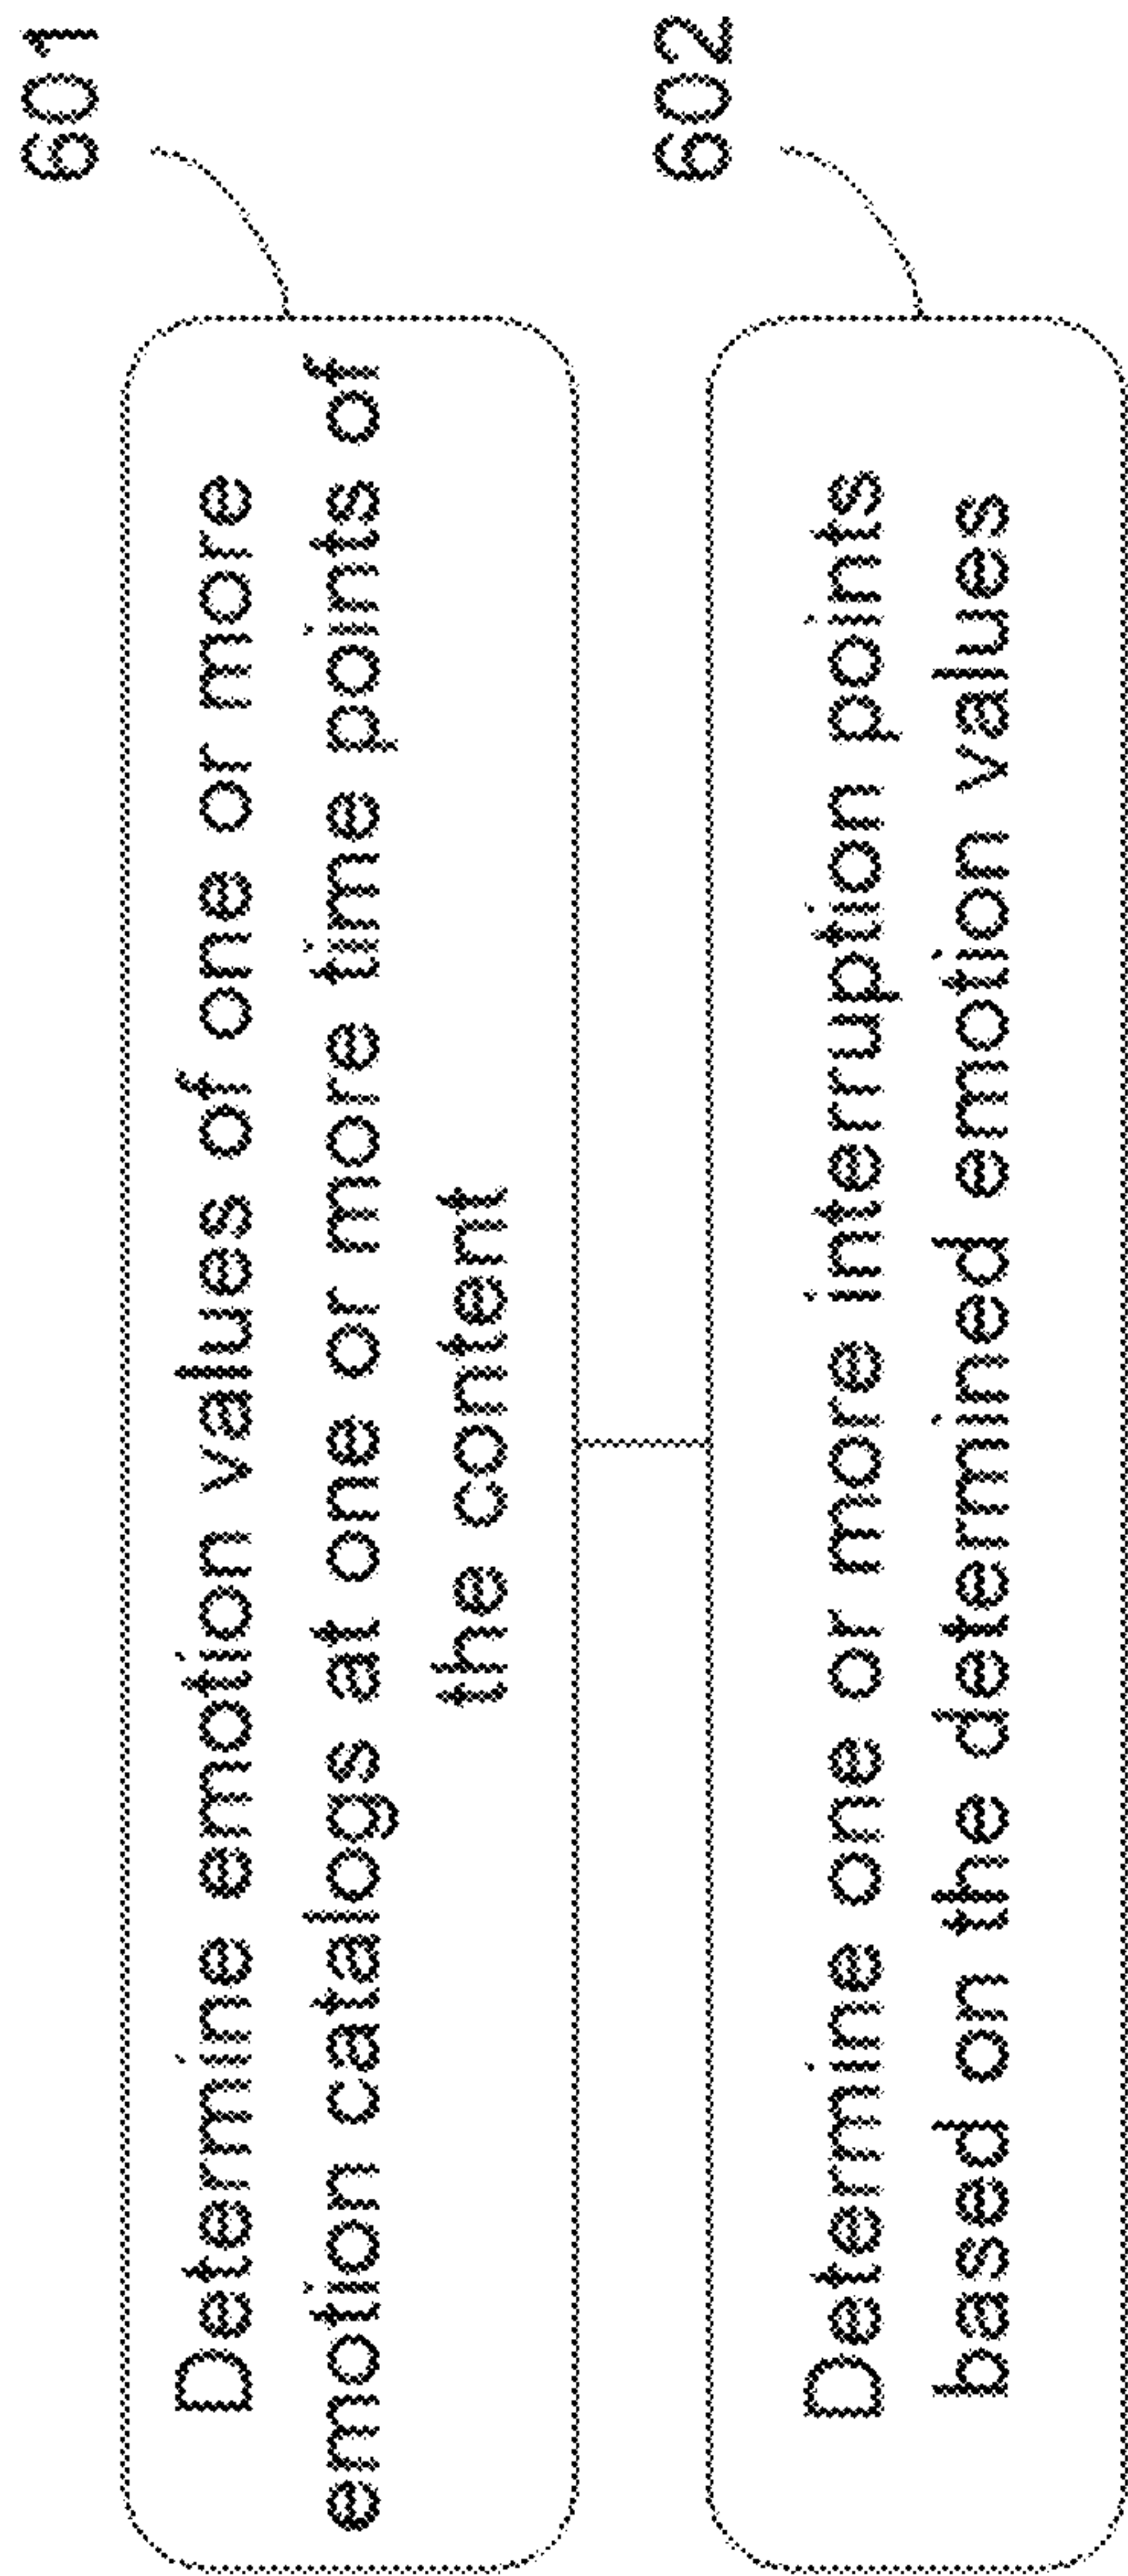 601
Determine emotion values of one or more
emotion catalogs at one or more time points of
the content
602
Determine one or more interruption points
based on the determined emotion values